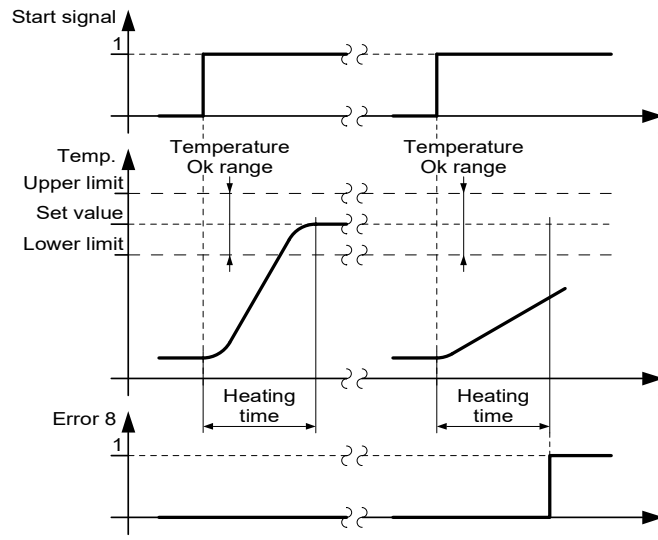 Start signal
1
Temp.
Temperature
Ok range
Temperature
Ok range
Upper limit
Set value
Lower limit
Heating
time
Heating
time
Error 8
1